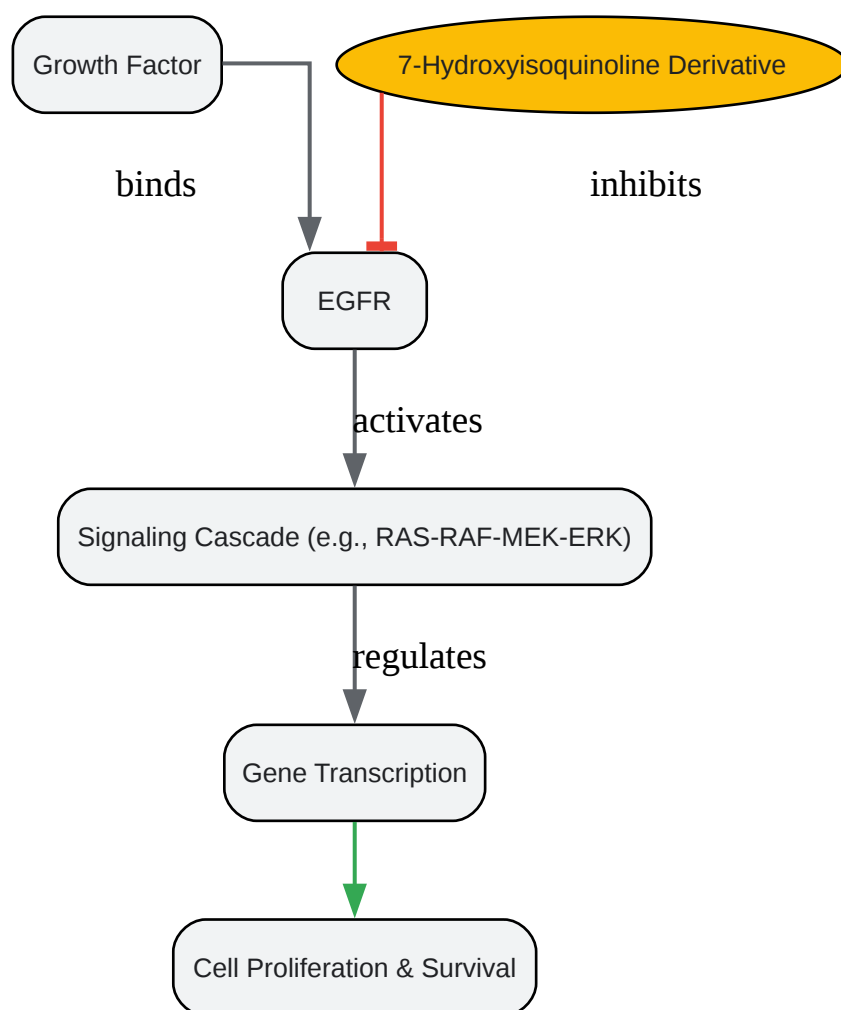 Growth Factor
7-Hydroxyisoquinoline Derivative
binds
inhibits
EGFR
activates
Signaling Cascade (e.g., RAS-RAF-MEK-ERK)
regulates
Gene Transcription
Cell Proliferation & Survival